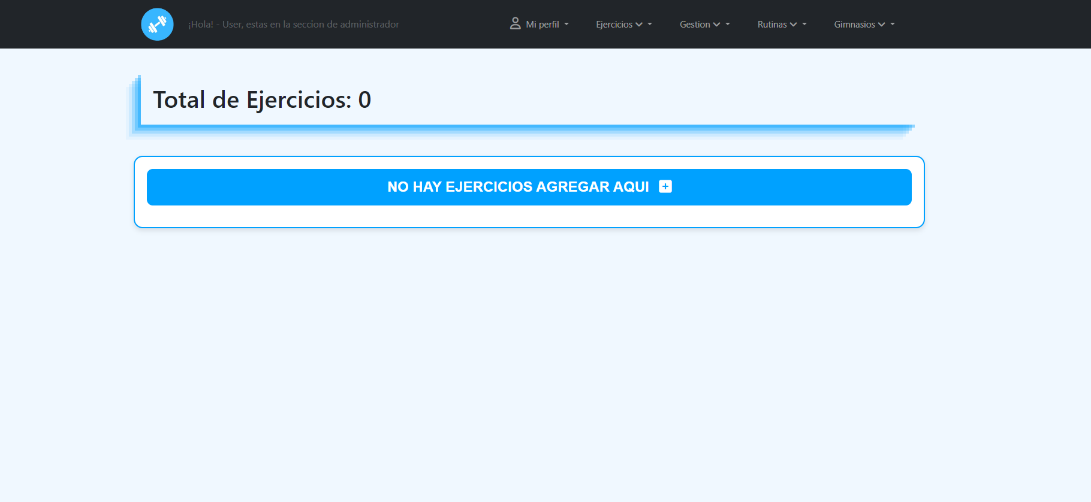 ¡Hola! - User, estas en la seccion de administrador
Mi perfil
Ejercicios
Gestion
Rutinas
Gimnasios
Total de Ejercicios: 0
NO HAY EJERCICIOS AGREGAR AQUI